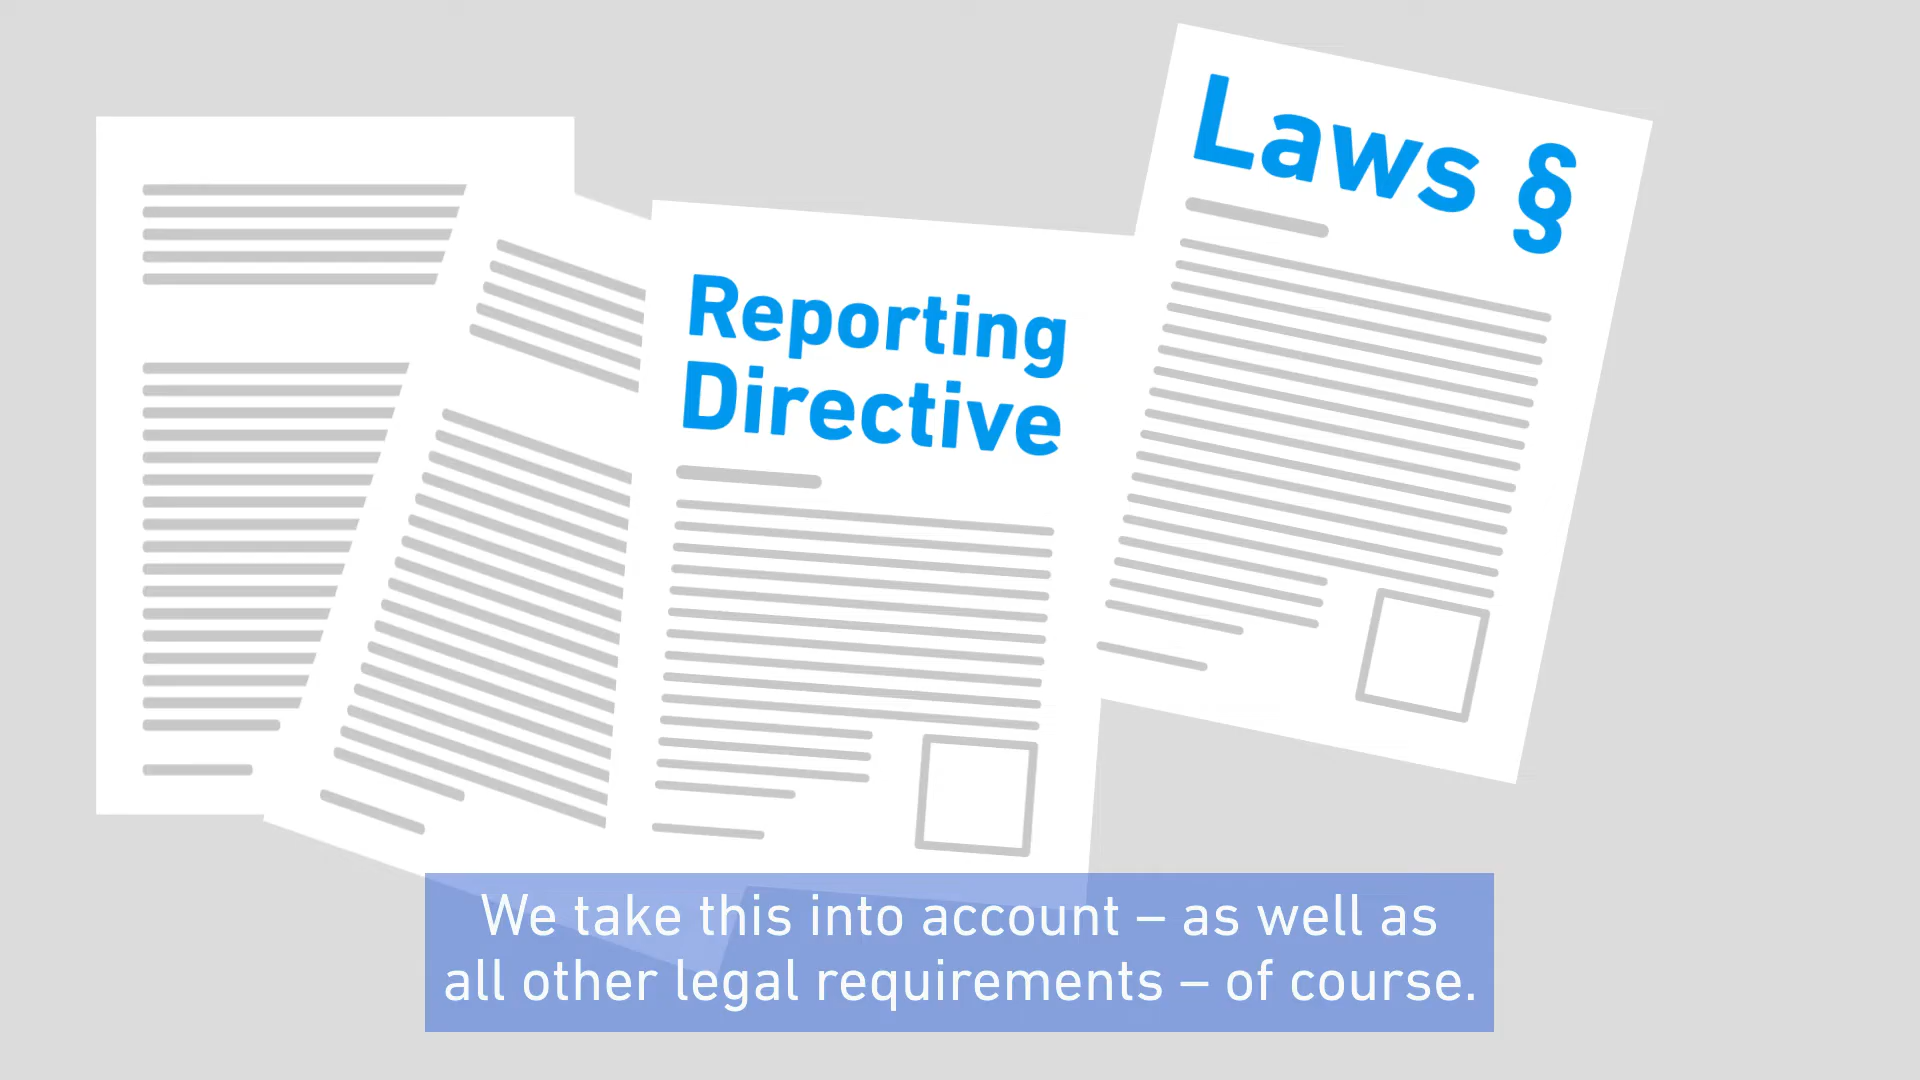 Laws §
Reporting
Directive
We take this into account – as well as
all other legal requirements – of course.